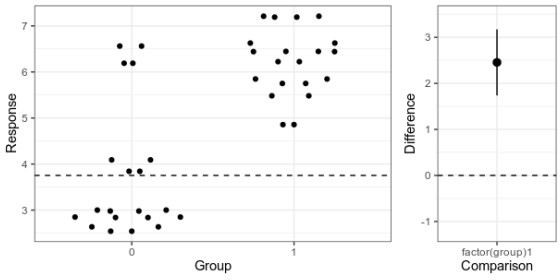 Response
7
6
5
4
3
0
1
Group
Difference
3
2
1
0
-1
factor(group)1
Comparison